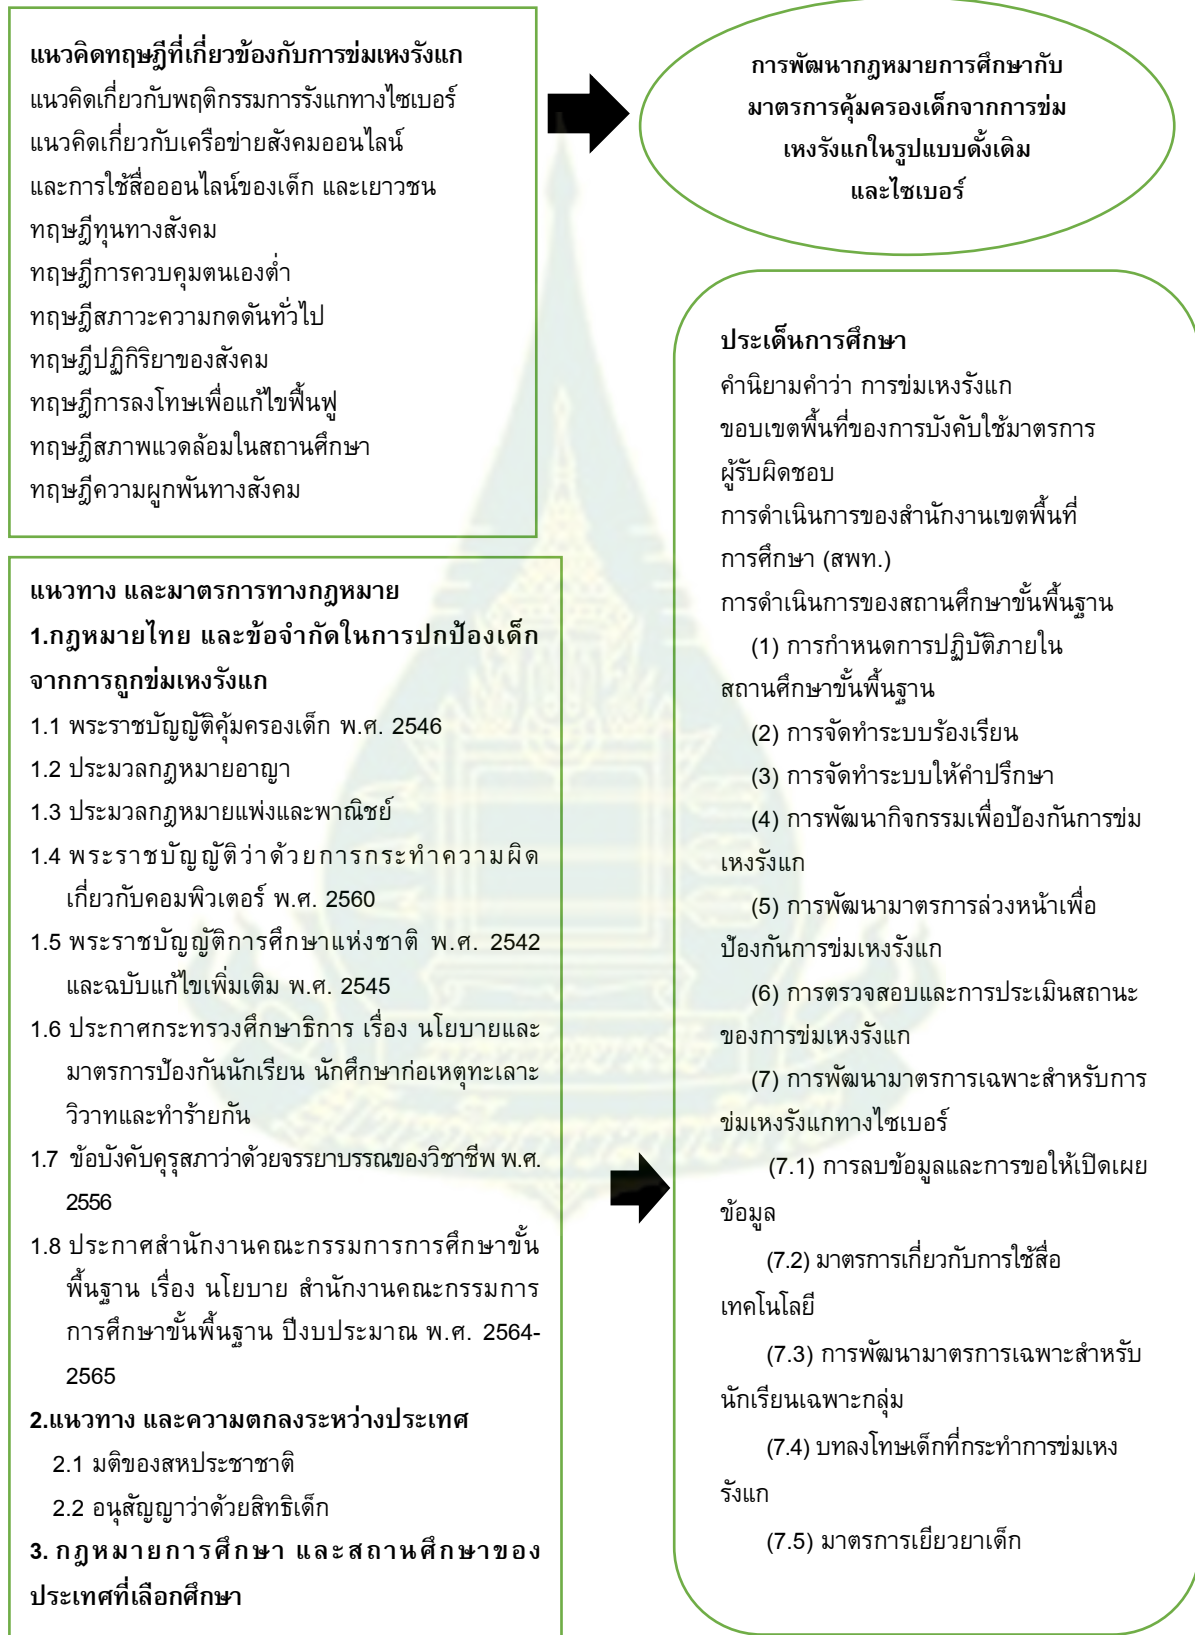 แนวคิดทฤษฎีที่เกี่ยวข้องกับการข่มเหงรังแก
แนวคิดเกี่ยวกับพฤติกรรมการรังแกทางไซเบอร์
แนวคิดเกี่ยวกับเครือข่ายสังคมออนไลน์
และการใช้สื่อออนไลน์ของเด็ก และเยาวชน
ทฤษฎีทุนทางสังคม
ทฤษฎีการควบคุมตนเองต่ำ
ทฤษฎีสภาวะความกดดันทั่วไป
ทฤษฎีปฏิกิริยาของสังคม
ทฤษฎีการลงโทษเพื่อแก้ไขฟื้นฟู
ทฤษฎีสภาพแวดล้อมในสถานศึกษา
ทฤษฎีความผูกพันทางสังคม
การพัฒนากฎหมายการศึกษากับ
มาตรการคุ้มครองเด็กจากการข่ม
เหงรังแกในรูปแบบดั้งเดิม
และไซเบอร์
แนวทาง และมาตรการทางกฎหมาย
1.กฎหมายไทย และข้อจำกัดในการปกป้องเด็ก
จากการถูกข่มเหงรังแก
1.1 พระราชบัญญัติคุ้มครองเด็ก พ.ศ. 2546
1.2 ประมวลกฎหมายอาญา
1.3 ประมวลกฎหมายแพ่งและพาณิชย์
1.4 พระราชบัญญัติว่าด้วยการกระทำความผิด
เกี่ยวกับคอมพิวเตอร์ พ.ศ. 2560
1.5 พระราชบัญญัติการศึกษาแห่งชาติ พ.ศ. 2542
และฉบับแก้ไขเพิ่มเติม พ.ศ. 2545
1.6 ประกาศกระทรวงศึกษาธิการ เรื่อง นโยบายและ
มาตรการป้องกันนักเรียน นักศึกษาก่อเหตุทะเลาะ
วิวาทและทำร้ายกัน
1.7 ข้อบังคับคุรุสภาว่าด้วยจรรยาบรรณของวิชาชีพ พ.ศ.
2556
1.8 ประกาศสำนักงานคณะกรรมการการศึกษาขั้น
พื้นฐาน เรื่อง นโยบาย สำนักงานคณะกรรมการ
การศึกษาขั้นพื้นฐาน ปีงบประมาณ พ.ศ. 2564-
2565
2.แนวทาง และความตกลงระหว่างประเทศ
2.1 มติของสหประชาชาติ
2.2 อนุสัญญาว่าด้วยสิทธิเด็ก
3. กฎหมายการศึกษา และสถานศึกษาของ
ประเทศที่เลือกศึกษา
ประเด็นการศึกษา
คำนิยามคำว่า การข่มเหงรังแก
ขอบเขตพื้นที่ของการบังคับใช้มาตรการ
ผู้รับผิดชอบ
การดำเนินการของสำนักงานเขตพื้นที่
การศึกษา (สพท.)
การดำเนินการของสถานศึกษาขั้นพื้นฐาน
(1) การกำหนดการปฏิบัติภายใน
สถานศึกษาขั้นพื้นฐาน
(2) การจัดทำระบบร้องเรียน
(3) การจัดทำระบบให้คำปรึกษา
(4) การพัฒนากิจกรรมเพื่อป้องกันการข่ม
เหงรังแก
(5) การพัฒนามาตรการล่วงหน้าเพื่อ
ป้องกันการข่มเหงรังแก
(6) การตรวจสอบและการประเมินสถานะ
ของการข่มเหงรังแก
(7) การพัฒนามาตรการเฉพาะสำหรับการ
ข่มเหงรังแกทางไซเบอร์
(7.1) การลบข้อมูลและการขอให้เปิดเผย
ข้อมูล
(7.2) มาตรการเกี่ยวกับการใช้สื่อ
เทคโนโลยี
(7.3) การพัฒนามาตรการเฉพาะสำหรับ
นักเรียนเฉพาะกลุ่ม
(7.4) บทลงโทษเด็กที่กระทำการข่มเหง
รังแก
(7.5) มาตรการเยียวยาเด็ก